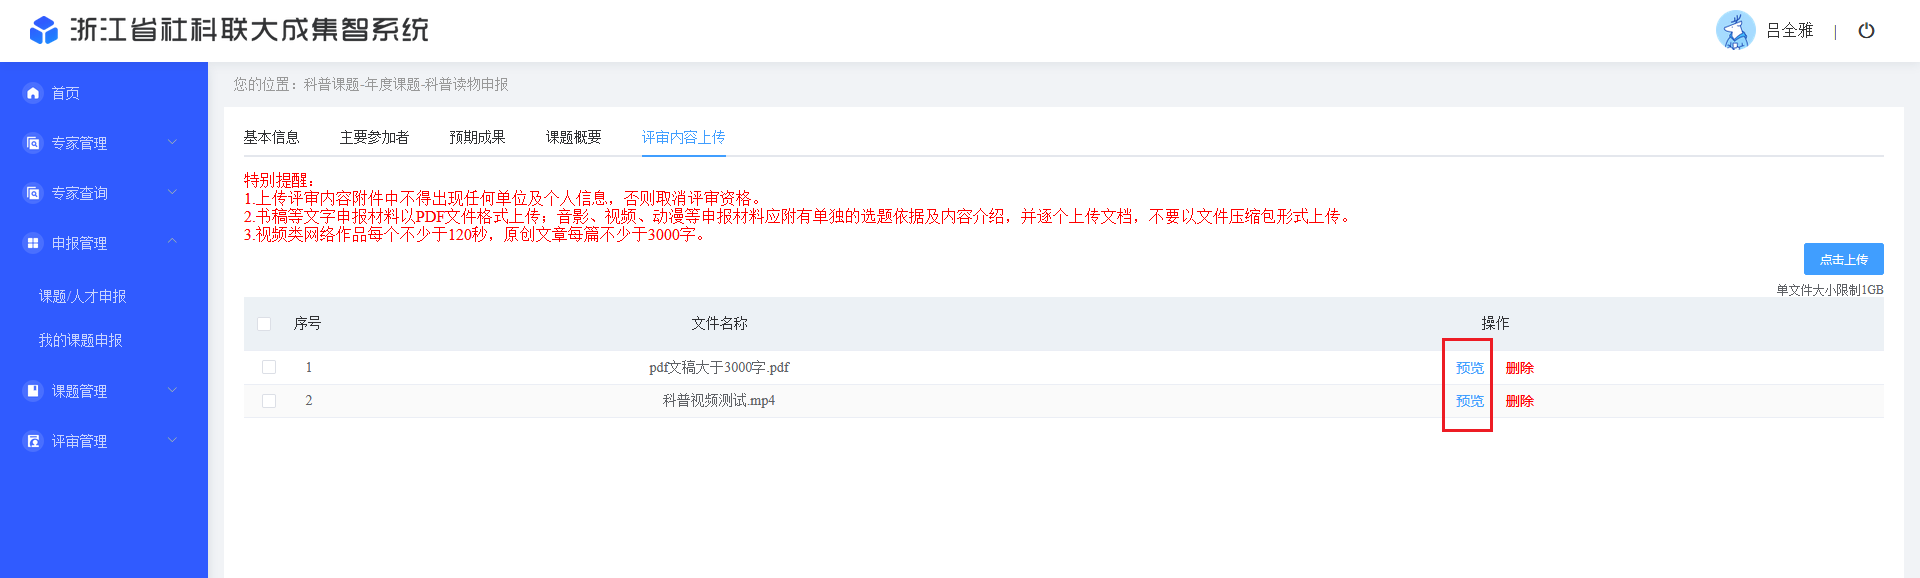 浙江省社科联大成集智系统
吕全雅
首页
专家管理
专家查询
申报管理
课题/人才申报
我的课题申报
课题管理
评审管理
您的位置：科普课题-年度课题-科普读物申报
基本信息 主要参加者 预期成果 课题概要 评审内容上传
特别提醒：
1.上传评审内容附件中不得出现任何单位及个人信息，否则取消评审资格。
2.书稿等文字申报材料以PDF文件格式上传；音影、视频、动漫等申报材料应附有单独的选题依据及内容介绍，并逐个上传文档，不要以文件压缩包形式上传。
3.视频类网络作品每个不少于120秒，原创文章每篇不少于3000字。
点击上传
单文件大小限制1GB
序号 文件名称 操作
1 pdf文稿大于3000字.pdf 预览 删除
2 科普视频测试.mp4 预览 删除